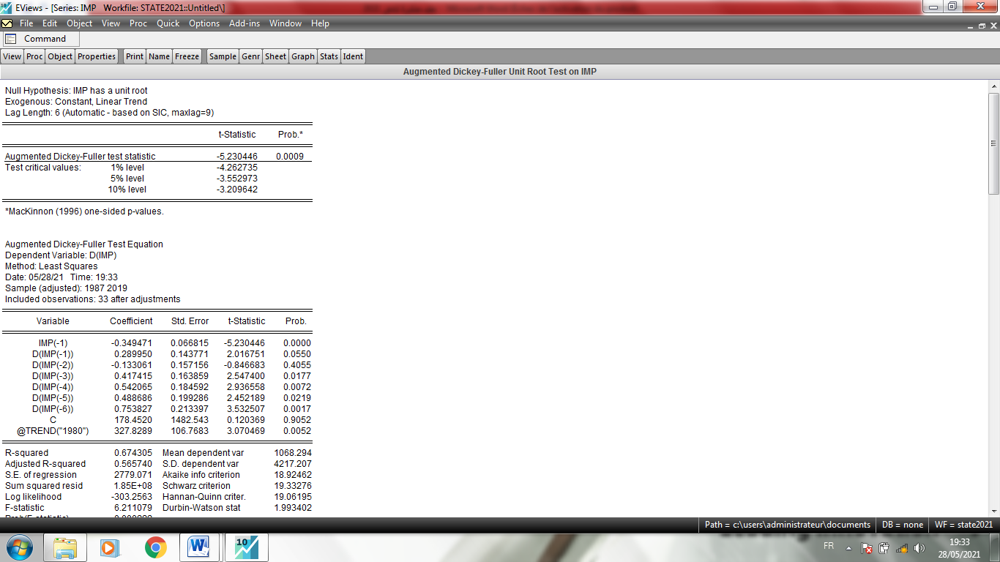 EViews - [Series: IMP   Workfile: STATE2021::Untitled\]
File Edit Object View Proc Quick Options Add-ins Window Help
Command
View Proc Object Properties Print Name Freeze Sample Genr Sheet Graph Stats Ident
Augmented Dickey-Fuller Unit Root Test on IMP
Null Hypothesis: IMP has a unit root
Exogenous: Constant, Linear Trend
Lag Length: 6 (Automatic - based on SIC, maxlag=9)
t-Statistic Prob.*
Augmented Dickey-Fuller test statistic -5.230446 0.0009
Test critical values: 1% level -4.262735
5% level -3.552973
10% level -3.209642
*MacKinnon (1996) one-sided p-values.
Augmented Dickey-Fuller Test Equation
Dependent Variable: D(IMP)
Method: Least Squares
Date: 05/28/21 Time: 19:33
Sample (adjusted): 1987 2019
Included observations: 33 after adjustments
Variable Coefficient Std. Error t-Statistic Prob.
IMP(-1) -0.349471 0.066815 -5.230446 0.0000
D(IMP(-1)) 0.289950 0.143771 2.016751 0.0550
D(IMP(-2)) -0.133061 0.157156 -0.846683 0.4055
D(IMP(-3)) 0.417415 0.163859 2.547400 0.0177
D(IMP(-4)) 0.542065 0.184592 2.936558 0.0072
D(IMP(-5)) 0.488686 0.199286 2.452189 0.0219
D(IMP(-6)) 0.753827 0.213397 3.532507 0.0017
C 178.4520 1482.543 0.120369 0.9052
@TREND("1980") 327.8289 106.7683 3.070469 0.0052
R-squared 0.674305 Mean dependent var 1068.294
Adjusted R-squared 0.565740 S.D. dependent var 4217.207
S.E. of regression 2779.071 Akaike info criterion 18.92462
Sum squared resid 1.85E+08 Schwarz criterion 19.33276
Log likelihood -303.2563 Hannan-Quinn criter. 19.06195
F-statistic 6.211079 Durbin-Watson stat 1.993402
Path = c:\users\administrateur\documents DB = none WF = state2021
10
FR
19:33
28/05/2021